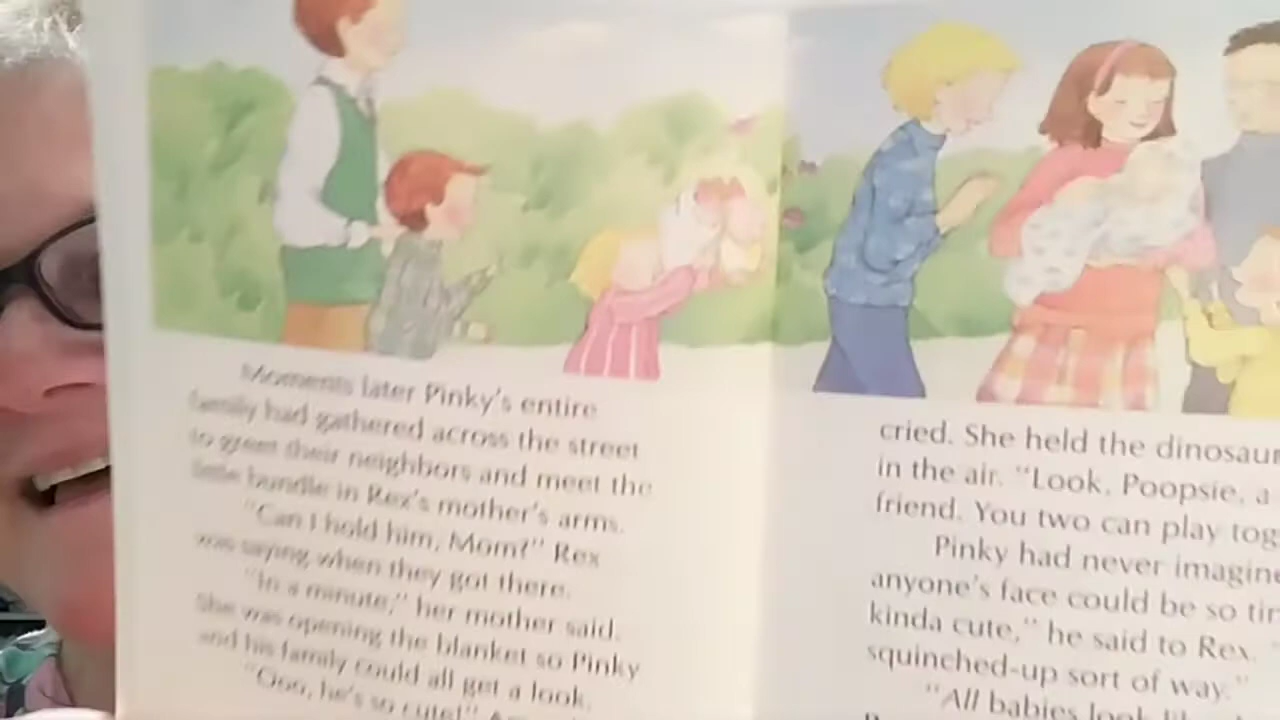 Moments later Pinky's entire
family had gathered across the street
to greet their neighbors and meet the
little bundle in Rex's mother's arms.
"Can I hold him, Mom?" Rex
was saying when they got there.
"In a minute," her mother said.
She was opening the blanket so Pinky
and his family could all get a look.
"Ooo, he's so cute!"
cried. She held the dinosaur
in the air. "Look, Poopsie, a
friend. You two can play tog
Pinky had never imagine
anyone's face could be so tin
kinda cute," he said to Rex. "
squinched-up sort of way."
"All babies look